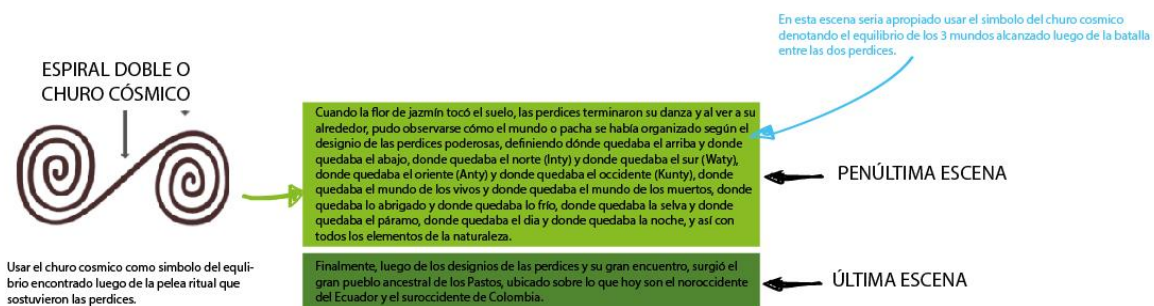 En esta escena seria apropiado usar el simbolo del churo cosmico
denotando el equilibrio de los 3 mundos alcanzado luego de la batalla
entre las dos perdices.
ESPIRAL DOBLE O
CHURO CÓSMICO
Cuando la flor de jazmín tocó el suelo, las perdices terminaron su danza y al ver a su
alrededor, pudo observarse cómo el mundo o pacha se había organizado según el
designio de las perdices poderosas, definiendo dónde quedaba el arriba y donde
quedaba el abajo, donde quedaba el norte (Inty) y donde quedaba el sur (Waty),
donde quedaba el oriente (Anty) y donde quedaba el occidente (Kunty), donde
quedaba el mundo de los vivos y donde quedaba el mundo de los muertos, donde
quedaba lo abrigado y donde quedaba lo frío, donde quedaba la selva y donde
quedaba el páramo, donde quedaba el dia y donde quedaba la noche, y así con
todos los elementos de la naturaleza.
PENÚLTIMA ESCENA
Usar el churo cosmico como simbolo del equli-
brio encontrado luego de la pelea ritual que
sostuvieron las perdices.
Finalmente, luego de los designios de las perdices y su gran encuentro, surgió el
gran pueblo ancestral de los Pastos, ubicado sobre lo que hoy son el noroccidente
del Ecuador y el suroccidente de Colombia.
ÚLTIMA ESCENA